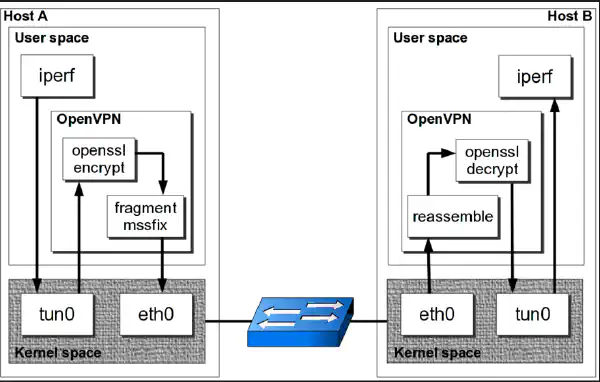 Host A
User space
iperf
OpenVPN
openssl
encrypt
fragment
mssfix
tun0
eth0
Kernel space
Host B
User space
iperf
OpenVPN
openssl
decrypt
reassemble
eth0
tun0
Kernel space